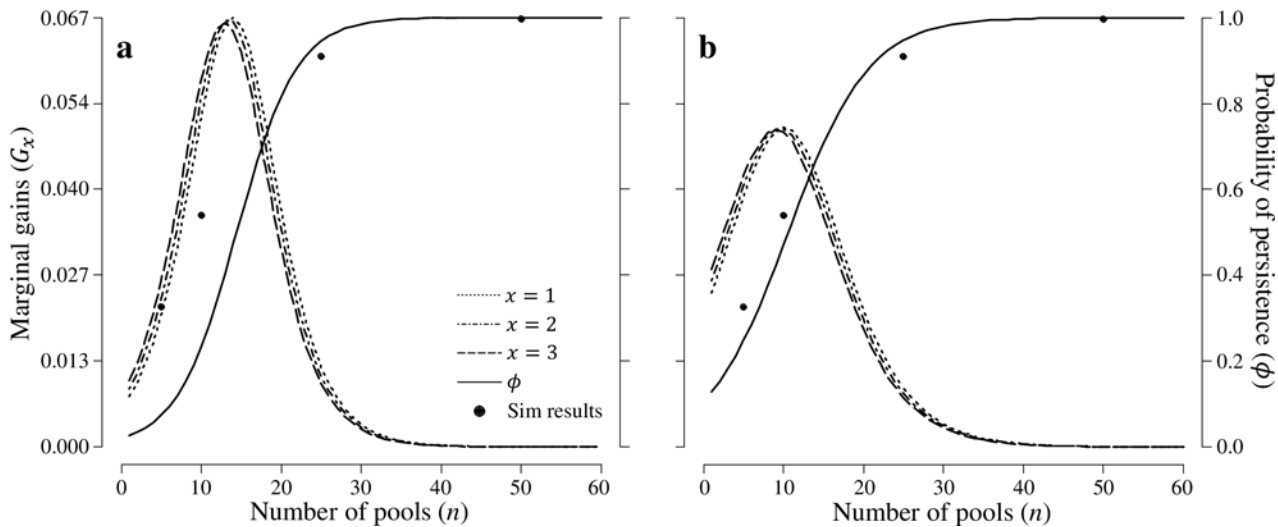 a
b
Marginal gains (Gₓ)
0.067
0.054
0.040
0.027
0.013
0.000
x = 1
x = 2
x = 3
ϕ
Sim results
0 10 20 30 40 50 60
Number of pools (n)
0 10 20 30 40 50 60
Number of pools (n)
1.0
0.8
0.6
0.4
0.2
0.0
Probability of persistence (ϕ)